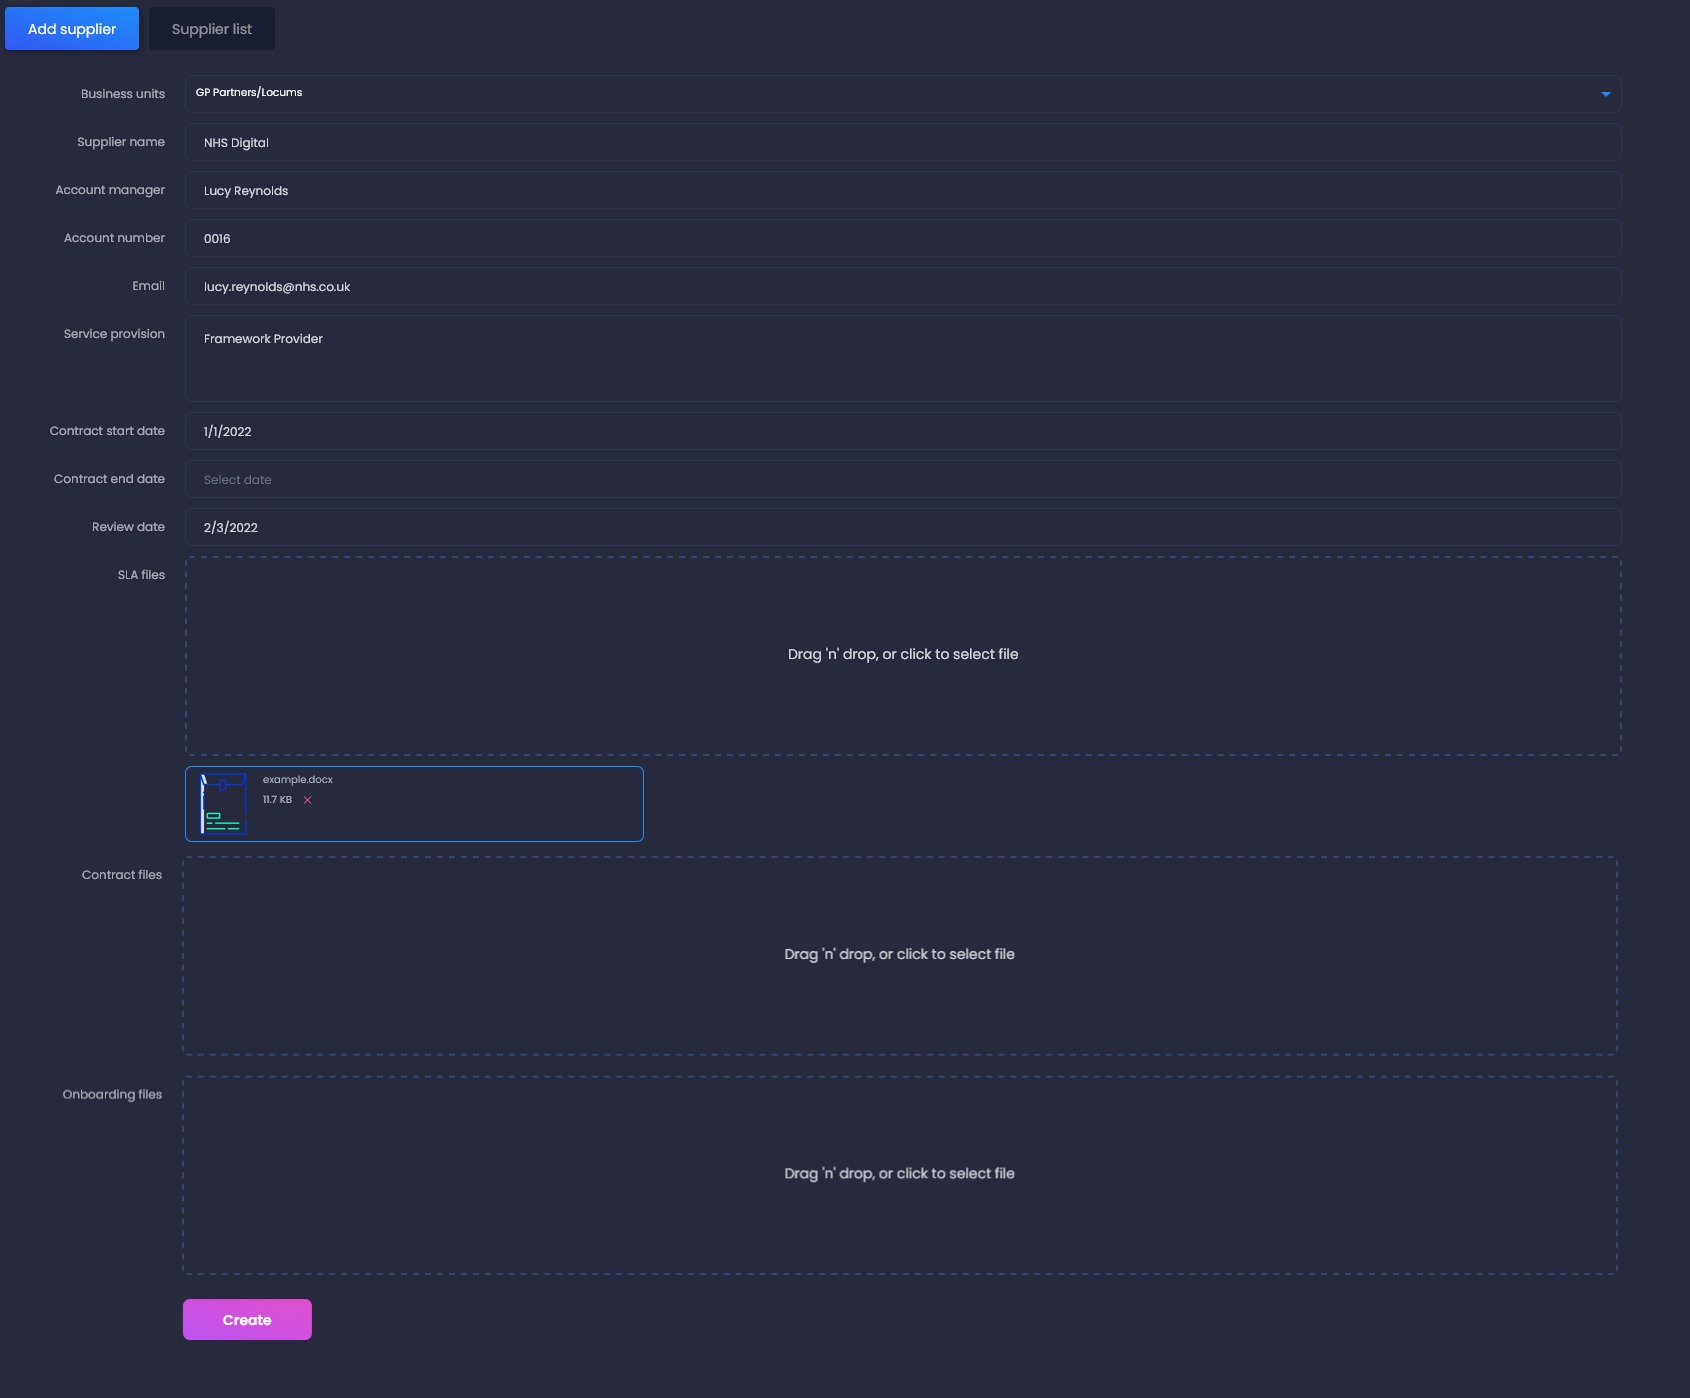 Add supplier
Supplier list
Business units
GP Partners/Locums
Supplier name
NHS Digital
Account manager
Lucy Reynolds
Account number
0016
Email
lucy.reynolds@nhs.co.uk
Service provision
Framework Provider
Contract start date
1/1/2022
Contract end date
Select date
Review date
2/3/2022
SLA files
Drag 'n' drop, or click to select file
example.docx
11.7 KB
Contract files
Drag 'n' drop, or click to select file
Onboarding files
Drag 'n' drop, or click to select file
Create